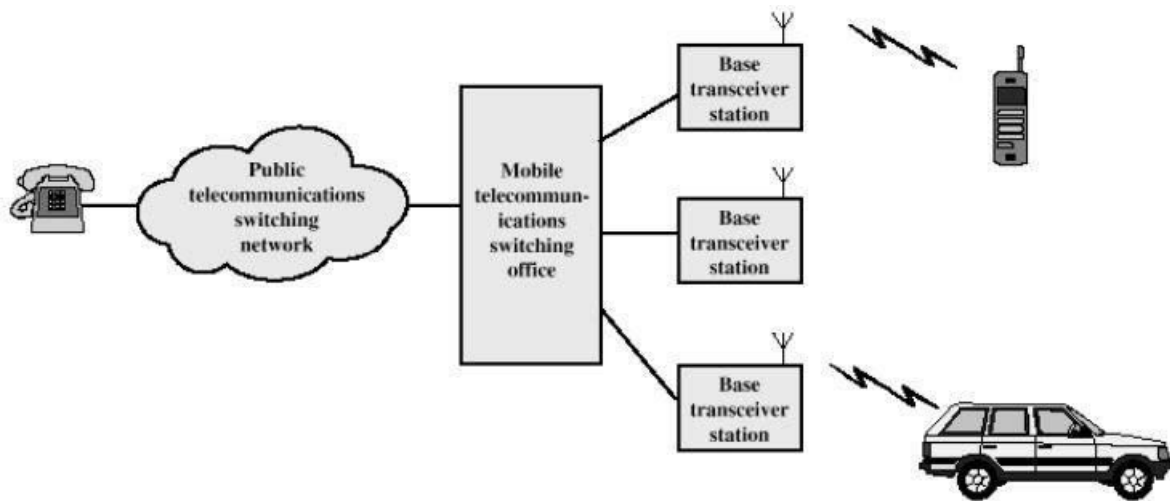 Public
telecommunications
switching
network
Mobile
telecommun-
ications
switching
office
Base
transceiver
station
Base
transceiver
station
Base
transceiver
station